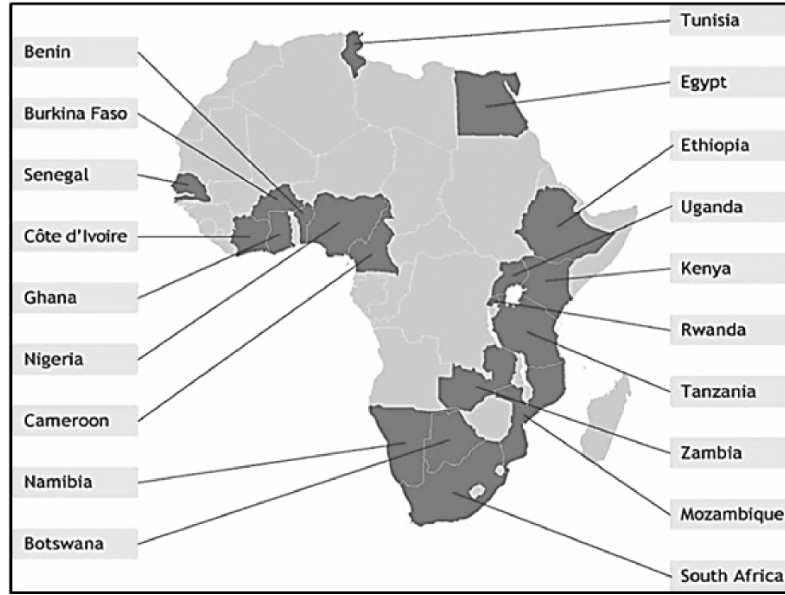 Benin
Burkina Faso
Senegal
Côte d'Ivoire
Ghana
Nigeria
Cameroon
Namibia
Botswana
Tunisia
Egypt
Ethiopia
Uganda
Kenya
Rwanda
Tanzania
Zambia
Mozambique
South Africa